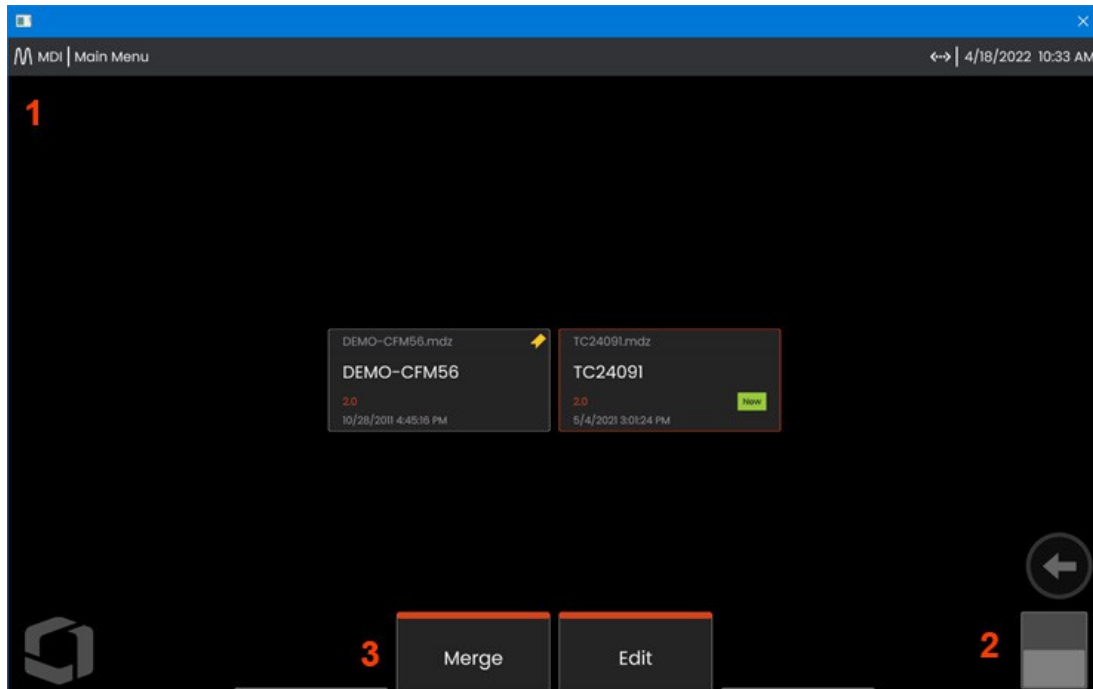 MDI | Main Menu
4/18/2022 10:33 AM
1
DEMO-CFM56.mdz
DEMO-CFM56
2.0
10/28/2011 4:45:16 PM
TC24091.mdz
TC24091
2.0
New
5/4/2021 3:01:24 PM
3
Merge
Edit
2